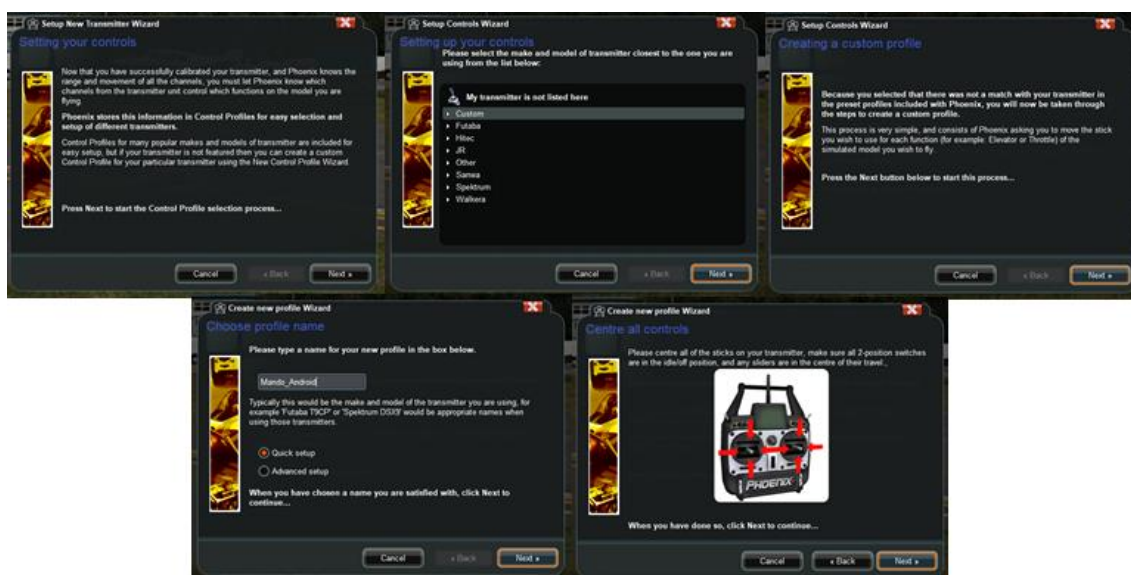 Setup New Transmitter Wizard
Setting your controls
Now that you have successfully calibrated your transmitter, and Phoenix knows the
range and movement of all the channels, you must let Phoenix know which
channels from the transmitter unit control which functions on the model you are
flying.
Phoenix stores this information in Control Profiles for easy selection and
setup of different transmitters.
Control Profiles for many popular makes and models of transmitter are included for
easy setup, but if your transmitter is not featured then you can create a custom
Control Profile for your particular transmitter using the New Control Profile Wizard.
Press Next to start the Control Profile selection process...
Cancel
« Back
Next »
Setup Controls Wizard
Setting up your controls
Please select the make and model of transmitter closest to the one you are
using from the list below:
My transmitter is not listed here
Custom
Futaba
Hitec
JR
Other
Sanwa
Spektrum
Walkera
Cancel
« Back
Next »
Setup Controls Wizard
Creating a custom profile
Because you selected that there was not a match with your transmitter in
the preset profiles included with Phoenix, you will now be taken through
the steps to create a custom profile.
This process is very simple, and consists of Phoenix asking you to move the stick
you wish to use for each function (for example: Elevator or Throttle) of the
simulated model you wish to fly.
Press the Next button below to start this process...
Cancel
« Back
Next »
Create new profile Wizard
Choose profile name
Please type a name for your new profile in the box below.
Mando_Android
Typically this would be the make and model of the transmitter you are using, for
example 'Futaba T9CP' or 'Spektrum DSX9' would be appropriate names when
using those transmitters.
Quick setup
Advanced setup
When you have chosen a name you are satisfied with, click Next to
continue...
Cancel
« Back
Next »
Create new profile Wizard
Centre all controls
Please centre all of the sticks on your transmitter, make sure all 2-position switches
are in the idle/off position, and any sliders are in the centre of their travel.,
PHOENIX
When you have done so, click Next to continue...
Cancel
« Back
Next »